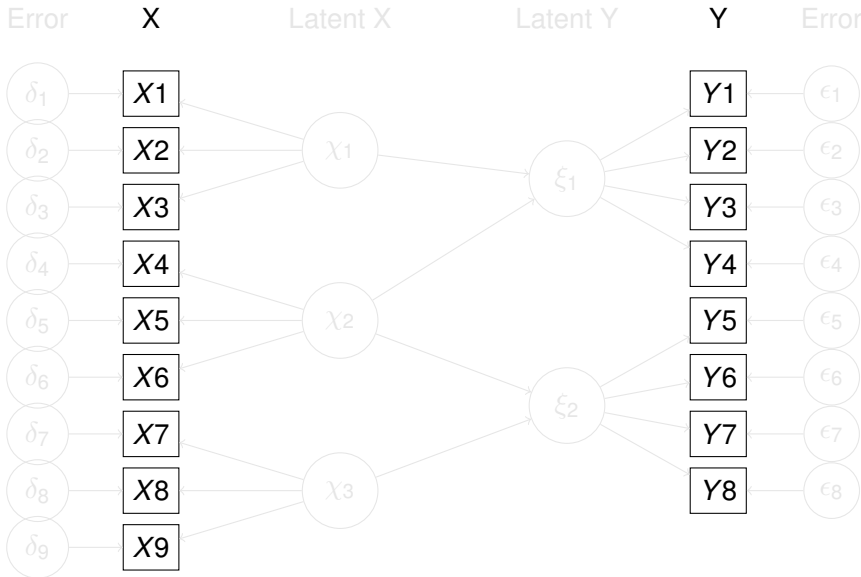 Error X Latent X Latent Y Y Error
δ1 X1 Y1 ϵ1
χ1
X2 Y2 ϵ2
δ2
ξ1
δ3 X3 Y3 ϵ3
δ4 X4 Y4 ϵ4
δ5 X5 χ2 Y5 ϵ5
δ6 X6 Y6 ϵ6
ξ2
δ7 X7 Y7 ϵ7
δ8 X8 χ3 Y8 ϵ8
δ9 X9